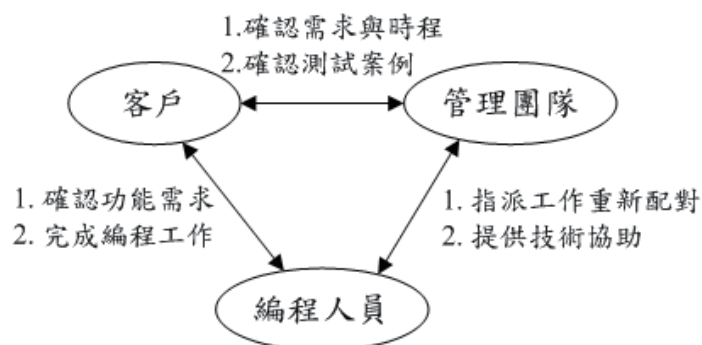 1.確認需求與時程
2.確認測試案例
客戶
管理團隊
1. 確認功能需求
2. 完成編程工作
1. 指派工作重新配對
2. 提供技術協助
編程人員